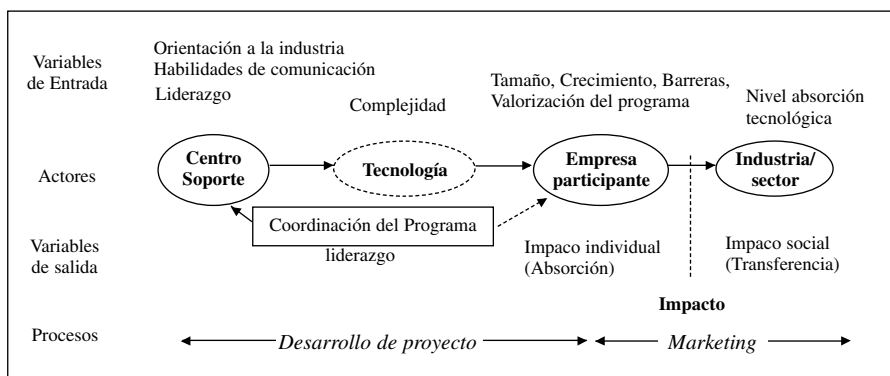 Variables
de Entrada
Orientación a la industria
Habilidades de comunicación
Liderazgo
Complejidad
Tamaño, Crecimiento, Barreras,
Valorización del programa
Nivel absorción
tecnológica
Actores
Centro
Soporte
Tecnología
Empresa
participante
Industria/
sector
Coordinación del Programa
liderazgo
Variables
de salida
Impaco individual
(Absorción)
Impaco social
(Transferencia)
Impacto
Procesos
Desarrollo de proyecto
Marketing